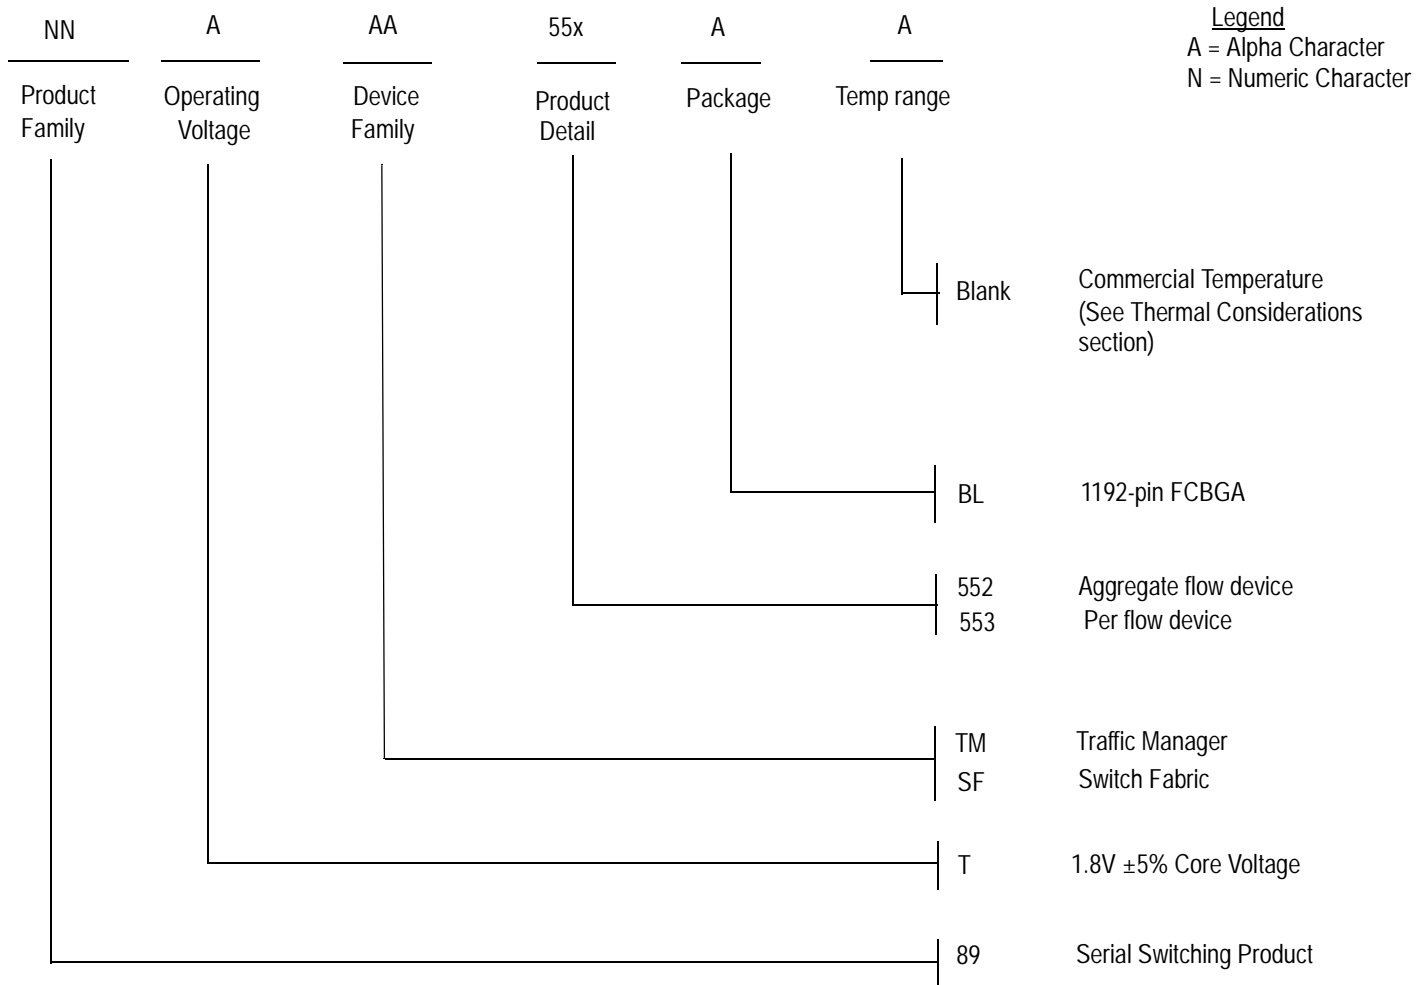 NN A AA 55x A A
Legend
A = Alpha Character
N = Numeric Character
Product Family
Operating Voltage
Device Family
Product Detail
Package
Temp range
Blank Commercial Temperature
(See Thermal Considerations
section)
BL 1192-pin FCBGA
552 Aggregate flow device
553 Per flow device
TM Traffic Manager
SF Switch Fabric
T 1.8V ±5% Core Voltage
89 Serial Switching Product